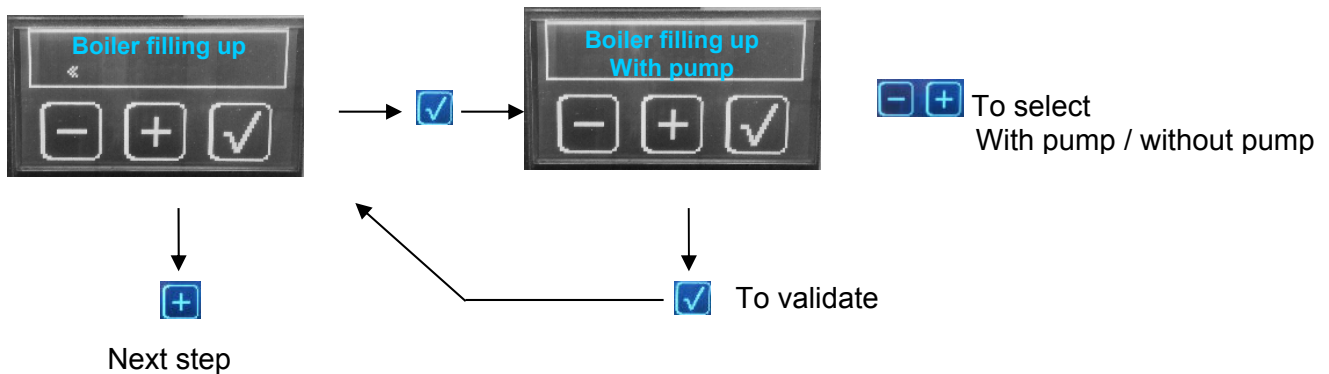 Boiler filling up
«
Boiler filling up
With pump
To select
With pump / without pump
To validate
Next step